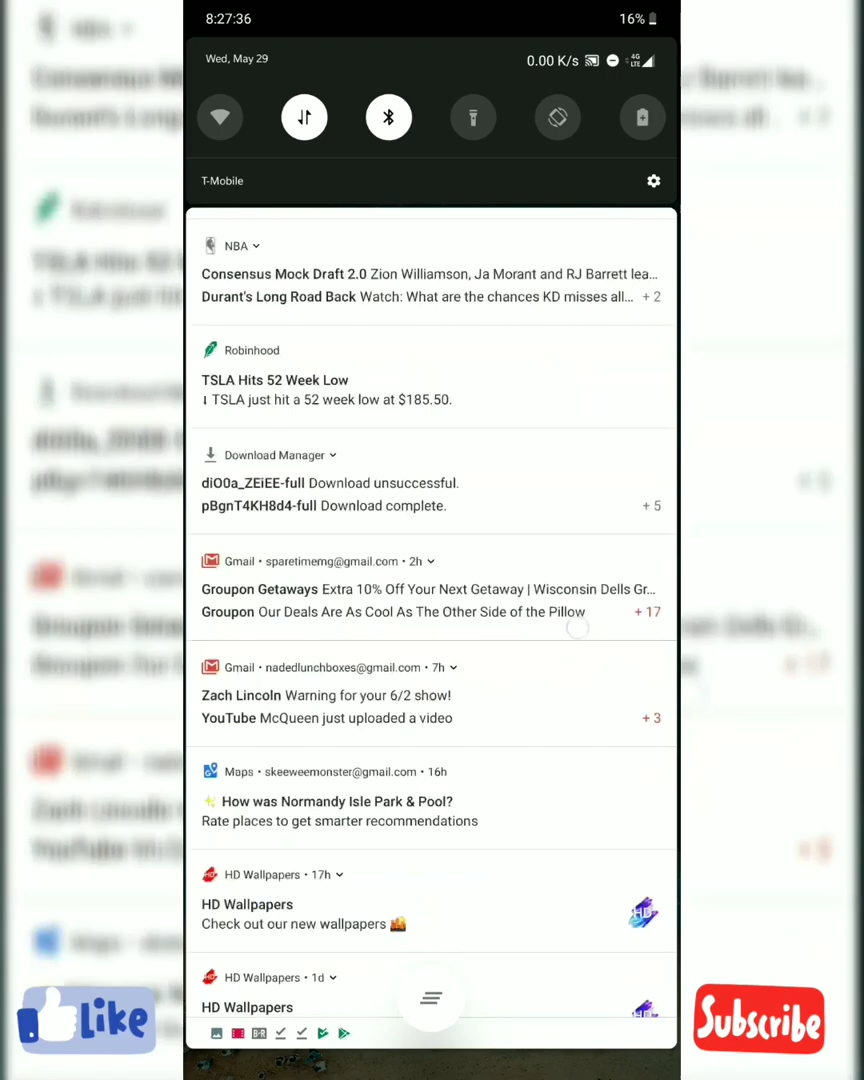 8:27:36
16%
Wed, May 29
0.00 K/s
4G
LTE
T-Mobile
NBA
Consensus Mock Draft 2.0 Zion Williamson, Ja Morant and RJ Barrett lea...
Durant's Long Road Back Watch: What are the chances KD misses all... + 2
Robinhood
TSLA Hits 52 Week Low
⭣ TSLA just hit a 52 week low at $185.50.
Download Manager
diO0a_ZEiEE-full Download unsuccessful.
pBgnT4KH8d4-full Download complete. + 5
Gmail • sparetimemg@gmail.com • 2h
Groupon Getaways Extra 10% Off Your Next Getaway | Wisconsin Dells Gr...
Groupon Our Deals Are As Cool As The Other Side of the Pillow + 17
Gmail • nadedlunchboxes@gmail.com • 7h
Zach Lincoln Warning for your 6/2 show!
YouTube McQueen just uploaded a video + 3
Maps • skeeweemonster@gmail.com • 16h
✨ How was Normandy Isle Park & Pool?
Rate places to get smarter recommendations
HD Wallpapers • 17h
HD Wallpapers
Check out our new wallpapers 🌇
HD
HD Wallpapers • 1d
HD Wallpapers
B/R
Like
Subscribe